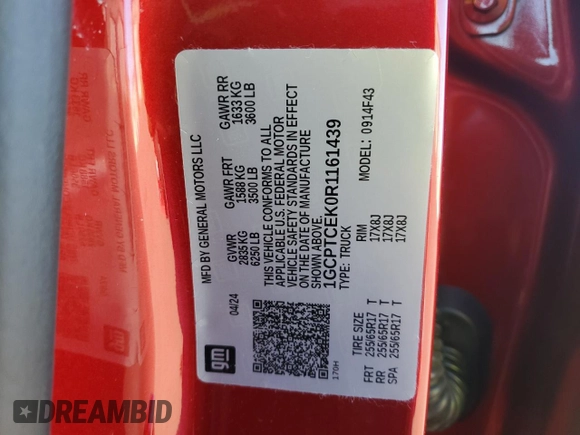 MFD BY GENERAL MOTORS LLC
04/24
GVWR GAWR FRT GAWR RR
2835 KG 1588 KG 1633 KG
6250 LB 3500 LB 3600 LB
THIS VEHICLE CONFORMS TO ALL
APPLICABLE U.S. FEDERAL MOTOR
VEHICLE SAFETY STANDARDS IN EFFECT
ON THE DATE OF MANUFACTURE
SHOWN ABOVE.
1GCPTCEK0R1161439
TYPE: TRUCK MODEL: 0914F43
TIRE SIZE RIM
FRT 255/65R17 T 17X8J
RR 255/65R17 T 17X8J
SPA 255/65R17 T 17X8J
gm
170H
DREAMBID